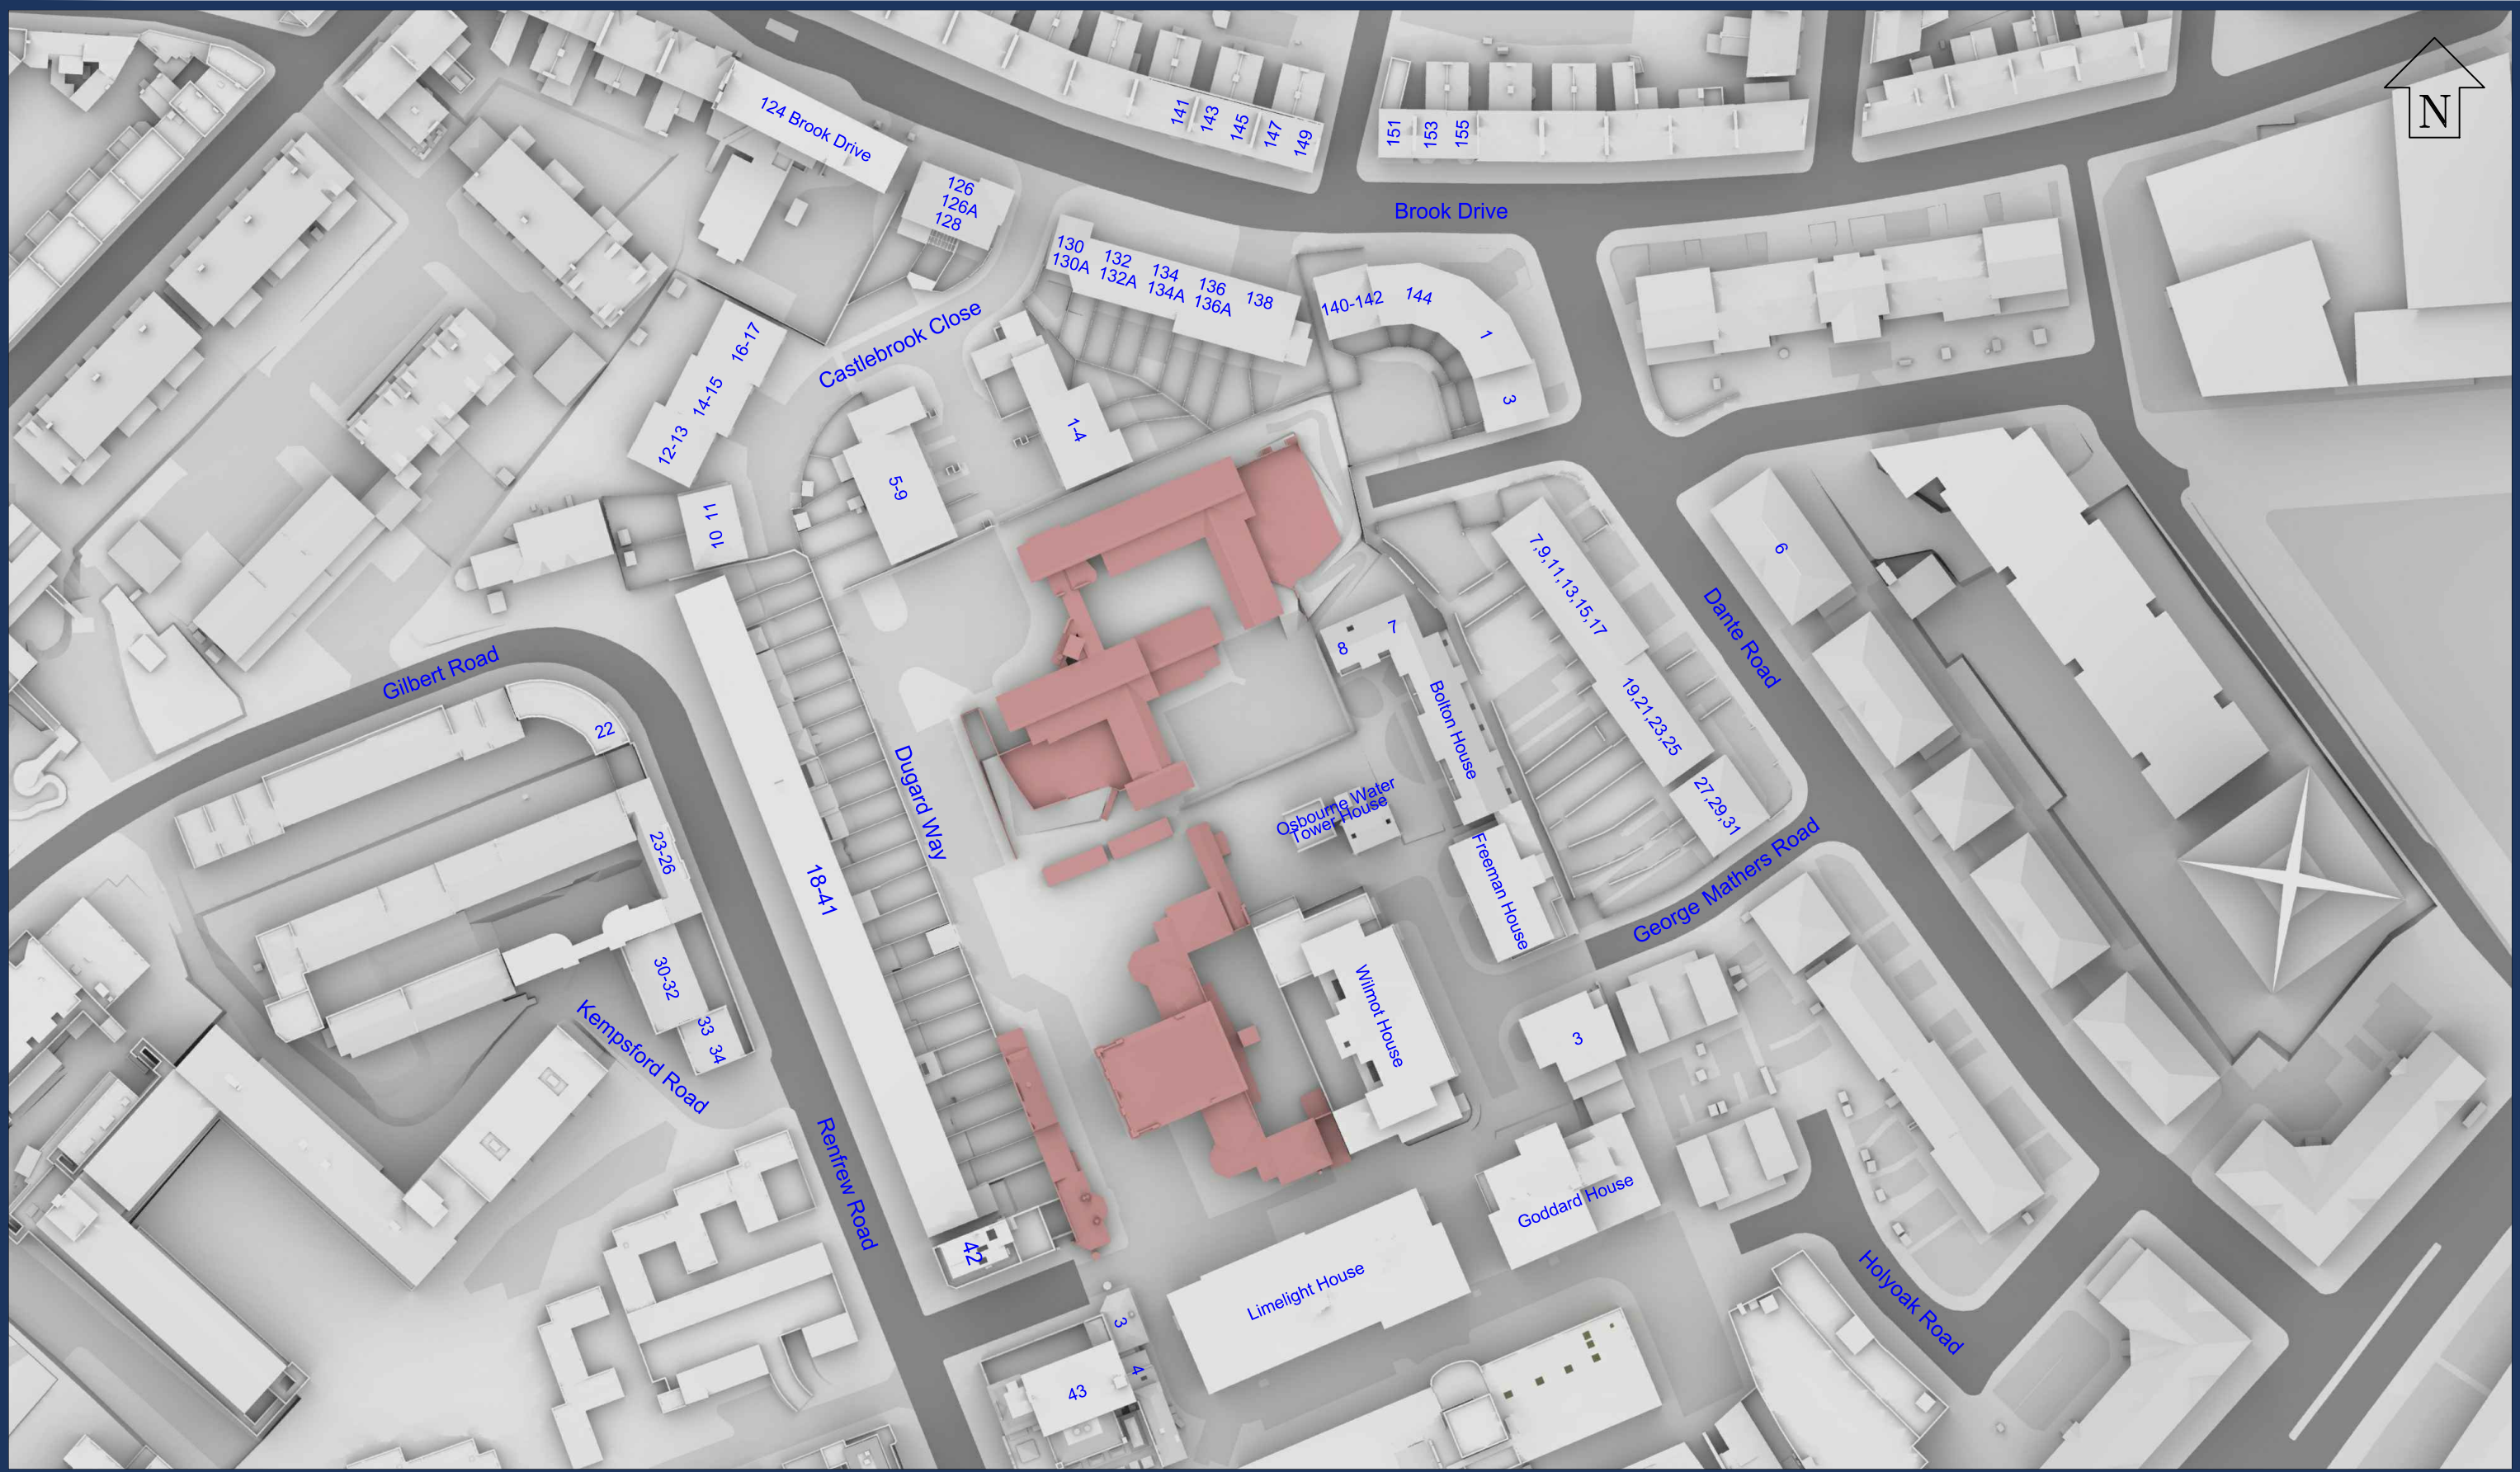 N
124 Brook Drive
141
143
145
147
149
151
153
155
126
126A
128
Brook Drive
130
130A
132
132A
134
134A
136
136A
138
140-142
144
1
3
Castlebrook Close
16-17
14-15
12-13
1-4
5-9
10 11
7,9,11,13,15,17
6
Dante Road
8
7
Bolton House
19,21,23,25
27,29,31
Gilbert Road
22
Dugard Way
Osbourne Water
Tower House
Freeman House
George Mathers Road
23-26
18-41
30-32
Wilmot House
33 34
Kempsford Road
3
Renfrew Road
Goddard House
42
Limelight House
Holyoak Road
3
4
43